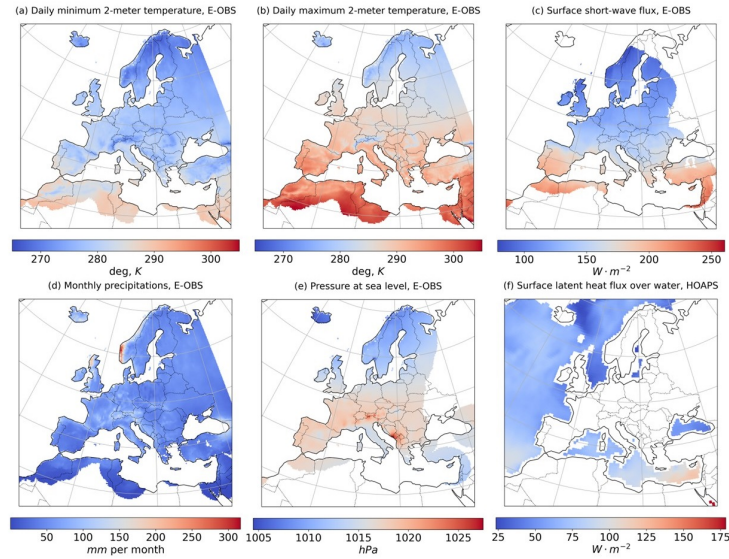 (a) Daily minimum 2-meter temperature, E-OBS
(b) Daily maximum 2-meter temperature, E-OBS
(c) Surface short-wave flux, E-OBS
270 280 290 300
deg, K
270 280 290 300
deg, K
100 150 200 250
W · m⁻²
(d) Monthly precipitations, E-OBS
(e) Pressure at sea level, E-OBS
(f) Surface latent heat flux over water, HOAPS
50 100 150 200 250 300
mm per month
1005 1010 1015 1020 1025
hPa
25 50 75 100 125 150 175
W · m⁻²